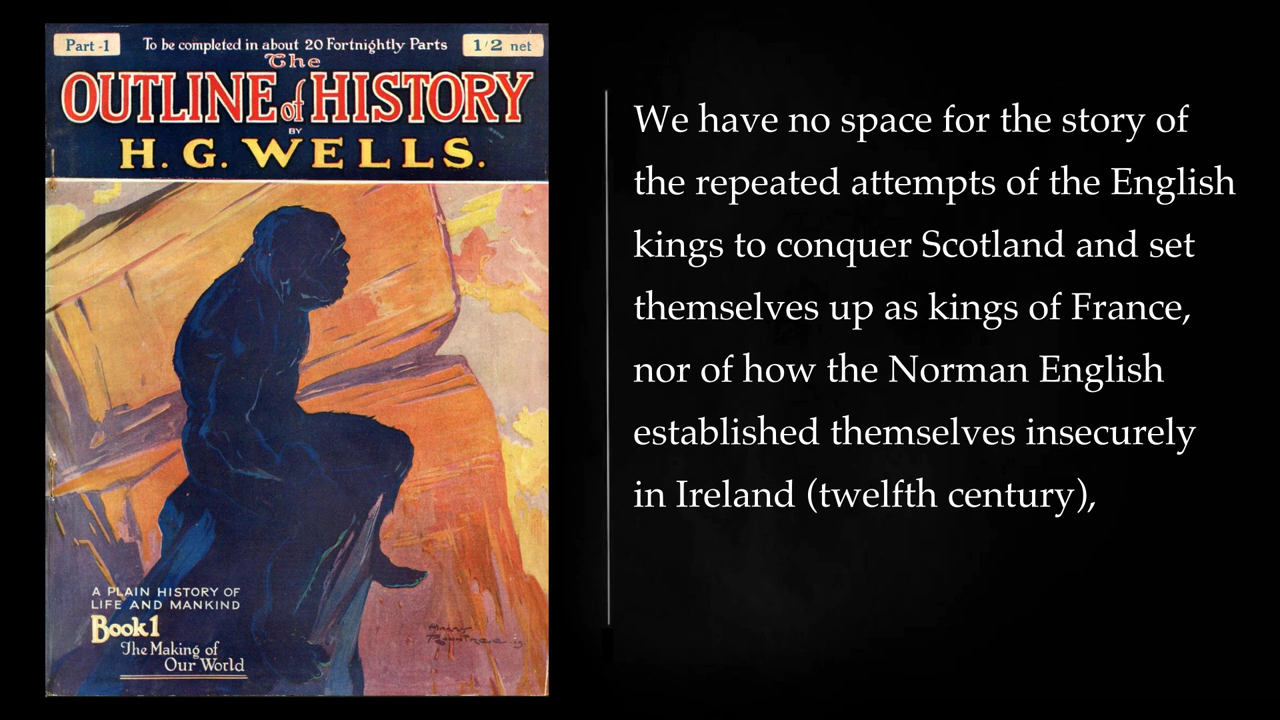 Part -1
To be completed in about 20 Fortnightly Parts
1/2 net
The
OUTLINE of HISTORY
BY
H. G. WELLS.
A PLAIN HISTORY OF
LIFE AND MANKIND
Book 1
The Making of
Our World
We have no space for the story of
the repeated attempts of the English
kings to conquer Scotland and set
themselves up as kings of France,
nor of how the Norman English
established themselves insecurely
in Ireland (twelfth century),